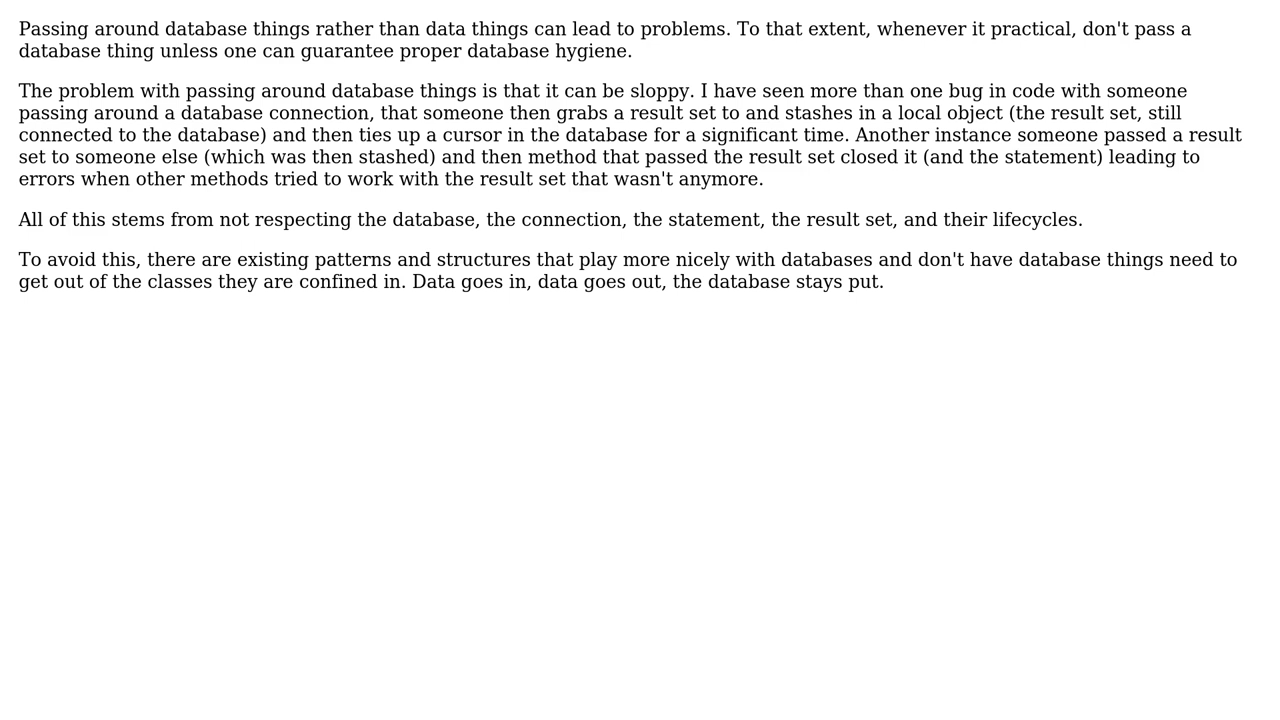 Passing around database things rather than data things can lead to problems. To that extent, whenever it practical, don't pass a
database thing unless one can guarantee proper database hygiene.
The problem with passing around database things is that it can be sloppy. I have seen more than one bug in code with someone
passing around a database connection, that someone then grabs a result set to and stashes in a local object (the result set, still
connected to the database) and then ties up a cursor in the database for a significant time. Another instance someone passed a result
set to someone else (which was then stashed) and then method that passed the result set closed it (and the statement) leading to
errors when other methods tried to work with the result set that wasn't anymore.
All of this stems from not respecting the database, the connection, the statement, the result set, and their lifecycles.
To avoid this, there are existing patterns and structures that play more nicely with databases and don't have database things need to
get out of the classes they are confined in. Data goes in, data goes out, the database stays put.